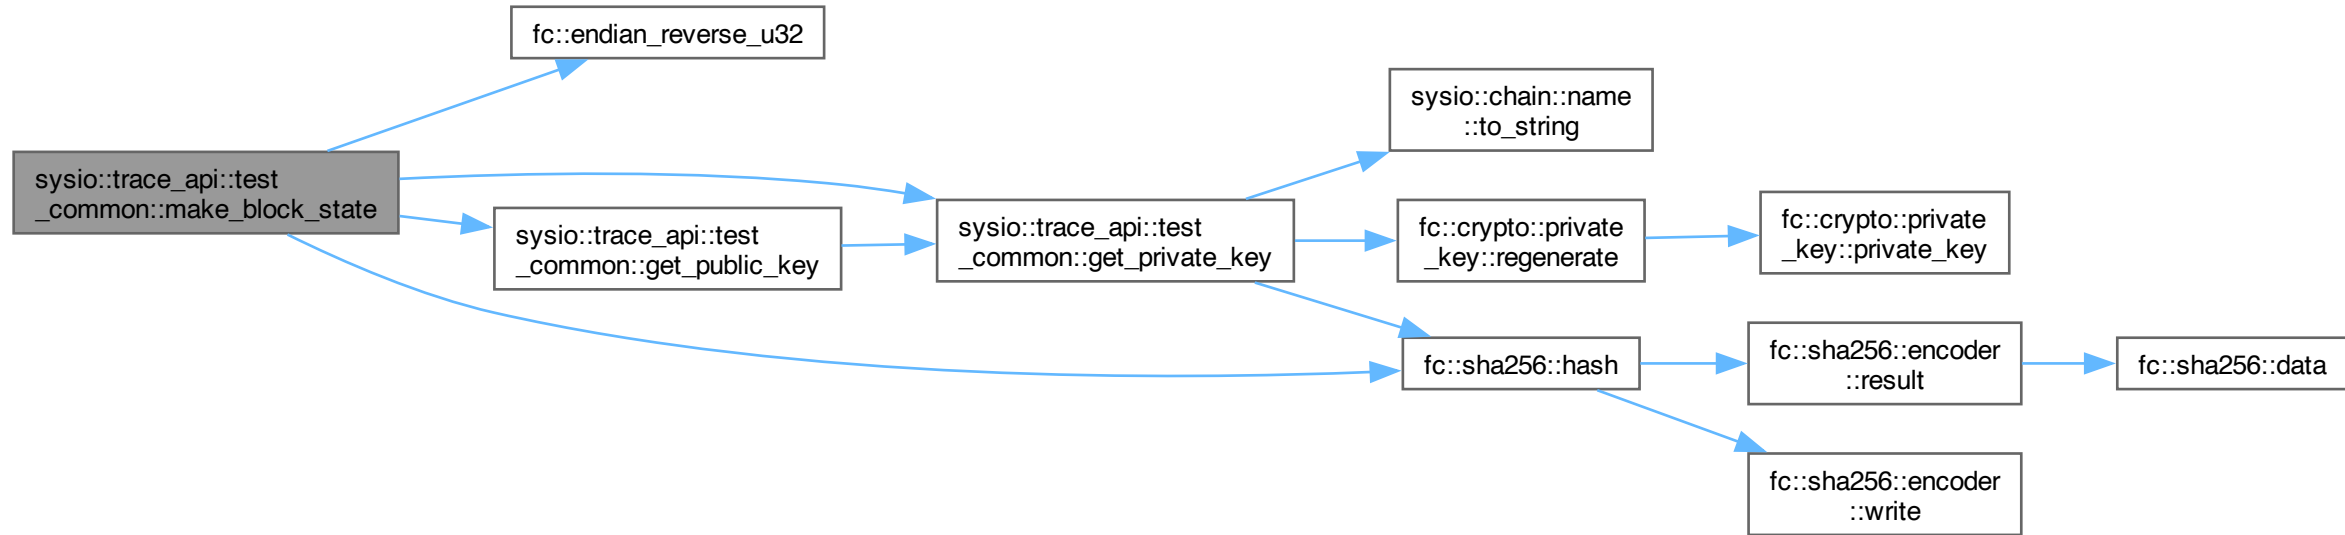 fc::endian_reverse_u32
sysio::chain::name
::to_string
sysio::trace_api::test
_common::make_block_state
sysio::trace_api::test
_common::get_public_key
sysio::trace_api::test
_common::get_private_key
fc::crypto::private
_key::regenerate
fc::crypto::private
_key::private_key
fc::sha256::hash
fc::sha256::encoder
::result
fc::sha256::data
fc::sha256::encoder
::write